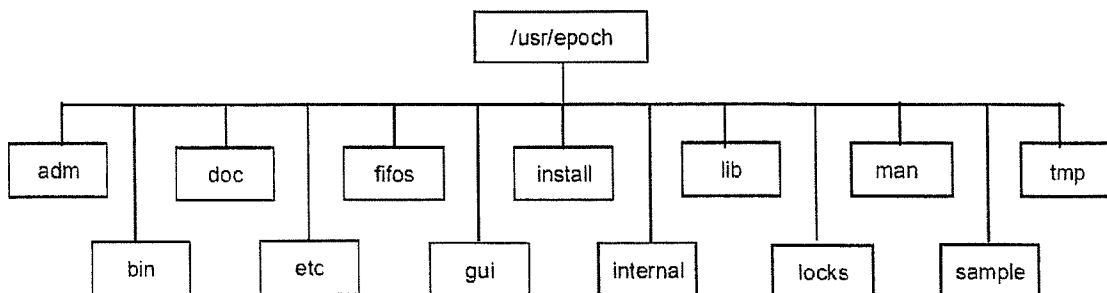 /usr/epoch
adm
doc
fifos
install
lib
man
tmp
bin
etc
gui
internal
locks
sample